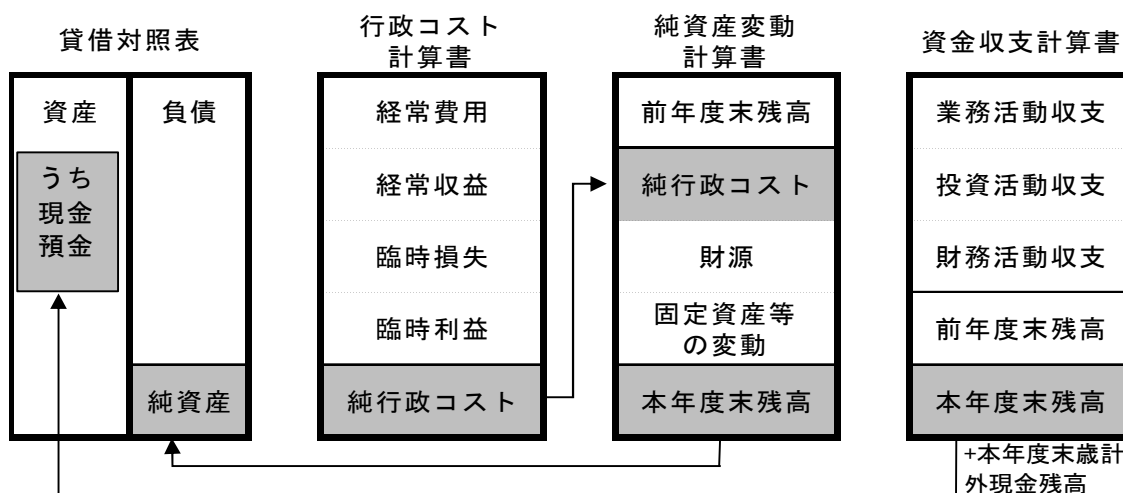 貸借対照表
資産
負債
うち
現金
預金
純資産
行政コスト
計算書
経常費用
経常収益
臨時損失
臨時利益
純行政コスト
純資産変動
計算書
前年度末残高
純行政コスト
財源
固定資産等
の変動
本年度末残高
資金収支計算書
業務活動収支
投資活動収支
財務活動収支
前年度末残高
本年度末残高
+本年度末歳計
外現金残高